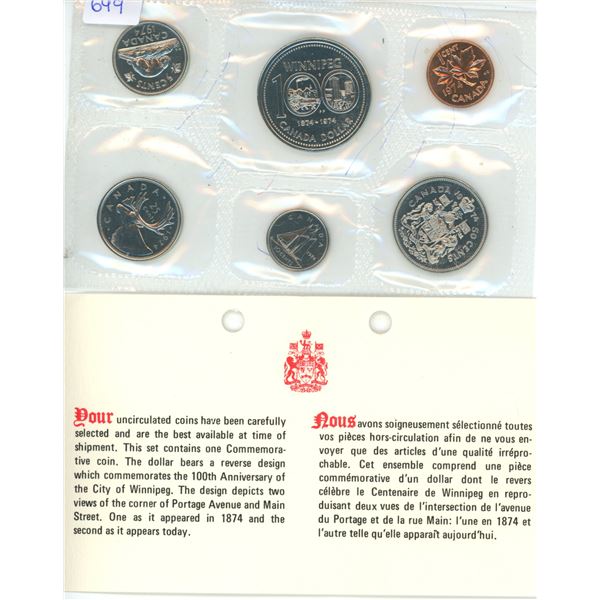 699
5 CENTS
CANADA
1974
WINNIPEG
100
1874-1974
CANADA DOLLAR
1 CENT
1974
CANADA
CANADA
1974
CANADA
CANADA
19 74
50 CENTS
Your uncirculated coins have been carefully
selected and are the best available at time of
shipment. This set contains one Commemora-
tive coin. The dollar bears a reverse design
which commemorates the 100th Anniversary of
the City of Winnipeg. The design depicts two
views of the corner of Portage Avenue and Main
Street. One as it appeared in 1874 and the
second as it appears today.
Nous avons soigneusement sélectionné toutes
vos pièces hors-circulation afin de ne vous en-
voyer que des articles d'une qualité irrépro-
chable. Cet ensemble comprend une pièce
commémorative d'un dollar dont le revers
célèbre le Centenaire de Winnipeg en repro-
duisant deux vues de l'intersection de l'avenue
du Portage et de la rue Main: l'une en 1874 et
l'autre telle qu'elle apparaît aujourd'hui.